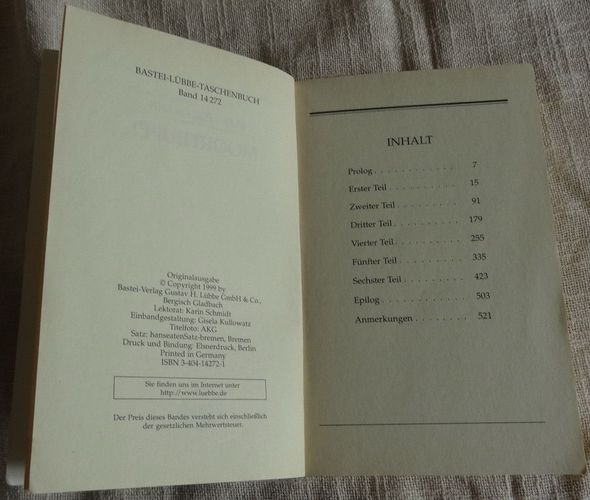 BASTEI-LÜBBE-TASCHENBUCH
Band 14 272
Originalausgabe
© Copyright 1999 by
Bastei-Verlag Gustav H. Lübbe GmbH & Co.,
Bergisch Gladbach
Lektorat: Karin Schmidt
Einbandgestaltung: Gisela Kullowatz
Titelfoto: AKG
Satz: hanseatenSatz-bremen, Bremen
Druck und Bindung: Elsnerdruck, Berlin
Printed in Germany
ISBN 3-404-14272-1
Sie finden uns im Internet unter
http://www.luebbe.de
Der Preis dieses Bandes versteht sich einschließlich
der gesetzlichen Mehrwertsteuer.
INHALT
Prolog . . . . . . . . . . . 7
Erster Teil . . . . . . . . . . 15
Zweiter Teil . . . . . . . . . 91
Dritter Teil . . . . . . . . . 179
Vierter Teil . . . . . . . . . 255
Fünfter Teil . . . . . . . . . 335
Sechster Teil . . . . . . . . 423
Epilog . . . . . . . . . . . 503
Anmerkungen . . . . . . . 521